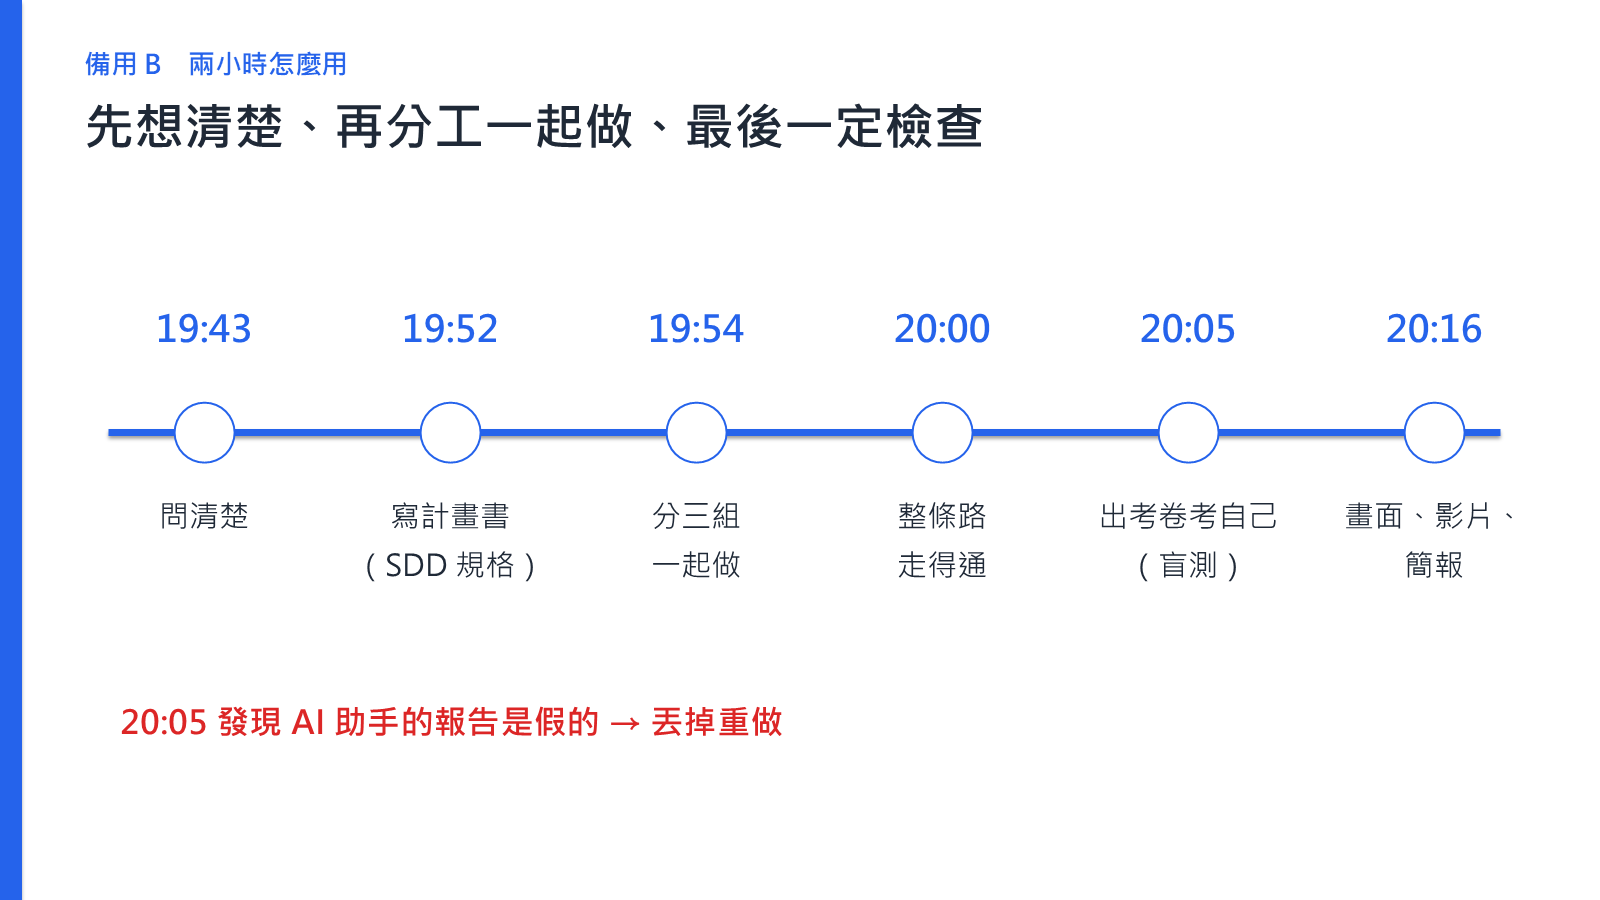 備用 B　兩小時怎麼用
先想清楚、再分工一起做、最後一定檢查
19:43
19:52
19:54
20:00
20:05
20:16
問清楚
寫計畫書
（SDD 規格）
分三組
一起做
整條路
走得通
出考卷考自己
（盲測）
畫面、影片、
簡報
20:05 發現 AI 助手的報告是假的 → 丟掉重做